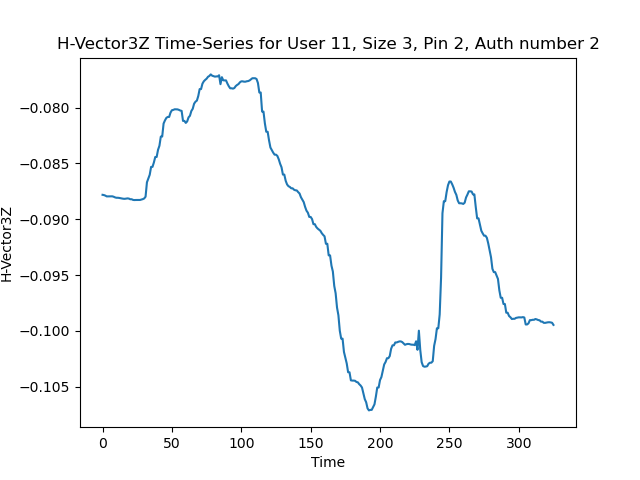 H-Vector3Z Time-Series for User 11, Size 3, Pin 2, Auth number 2
H-Vector3Z
−0.080
−0.085
−0.090
−0.095
−0.100
−0.105
0 50 100 150 200 250 300
Time